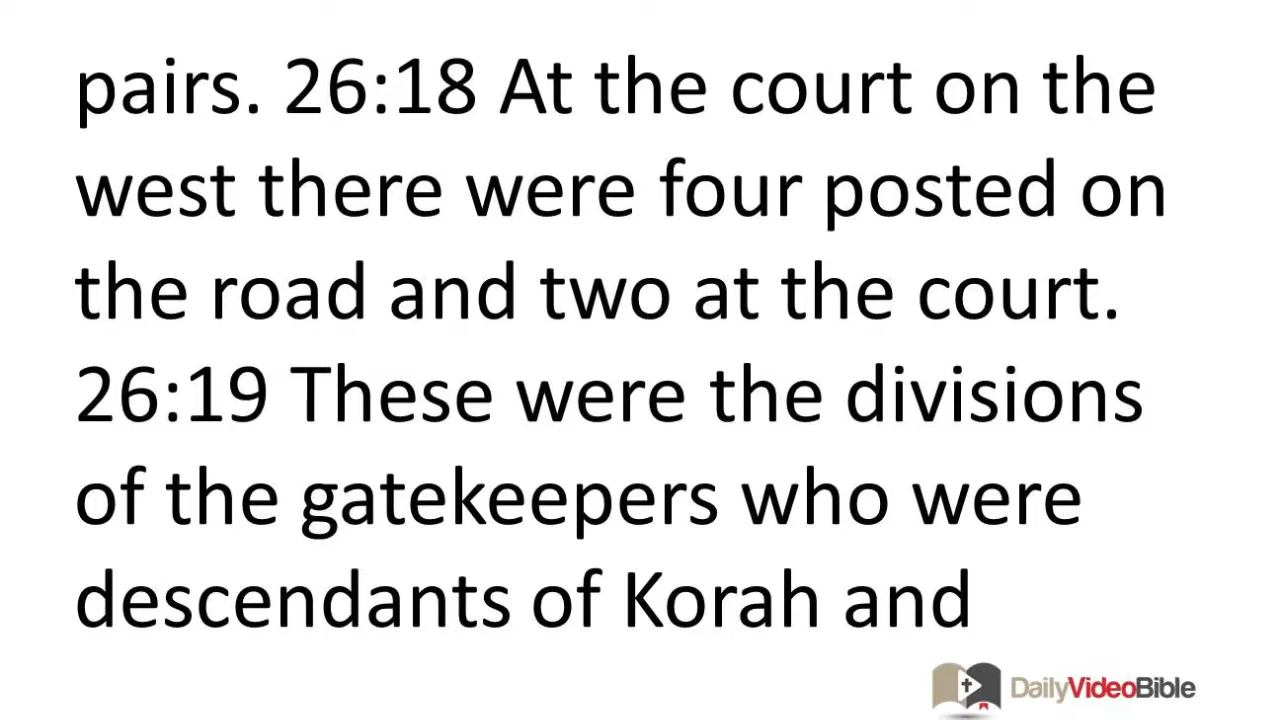 pairs. 26:18 At the court on the
west there were four posted on
the road and two at the court.
26:19 These were the divisions
of the gatekeepers who were
descendants of Korah and
DailyVideoBible